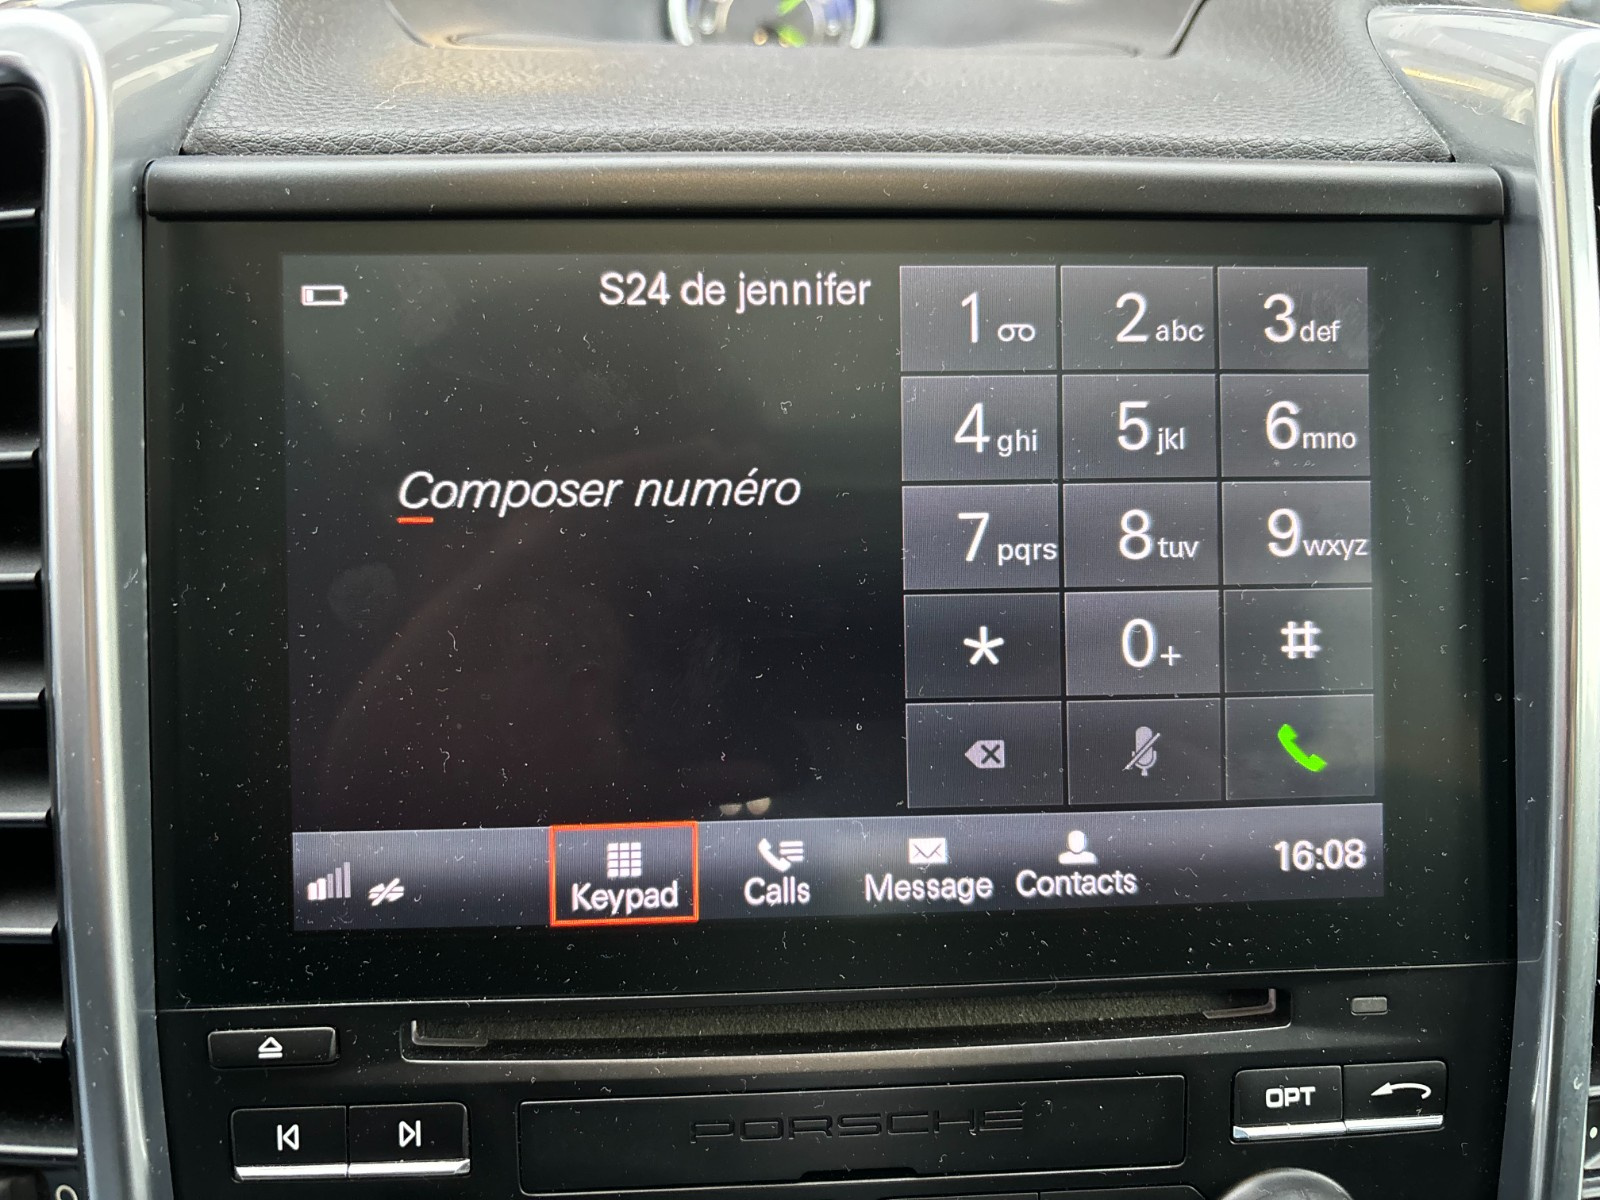 S24 de jennifer
Composer numéro
1
2 abc
3 def
4 ghi
5 jkl
6 mno
7 pqrs
8 tuv
9 wxyz
*
0 +
#
Keypad
Calls
Message
Contacts
16:08
PORSCHE
OPT